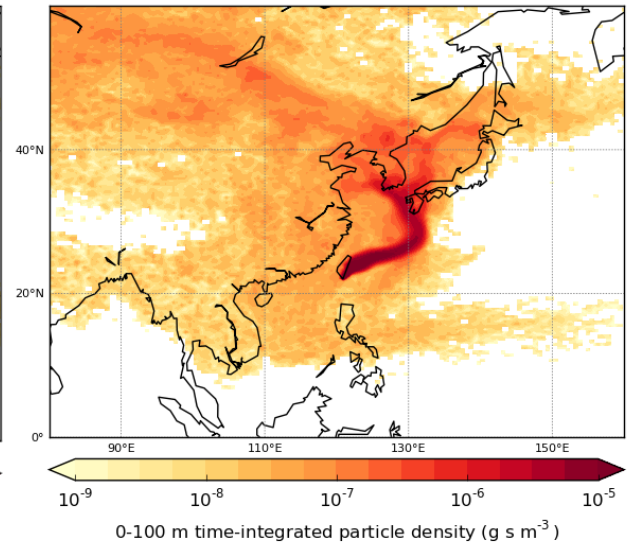 40°N
20°N
0°
90°E 110°E 130°E 150°E
10⁻⁹ 10⁻⁸ 10⁻⁷ 10⁻⁶ 10⁻⁵
0-100 m time-integrated particle density (g s m⁻³ )